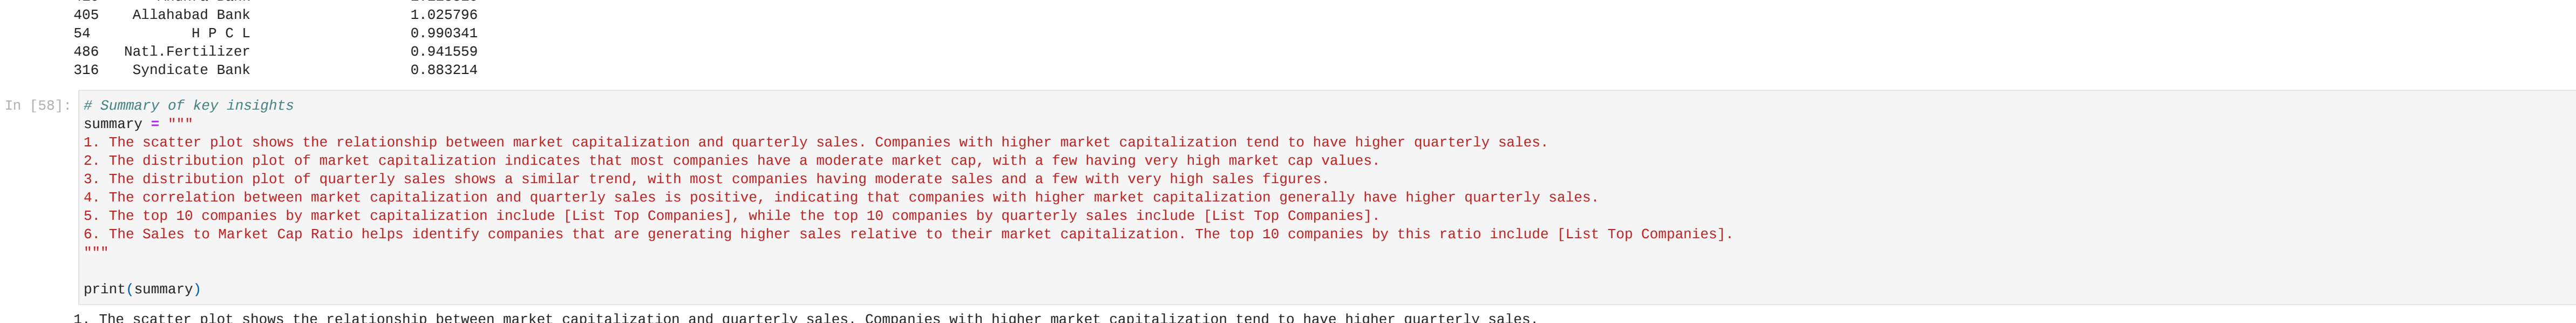 405    Allahabad Bank                   1.025796
54            H P C L                   0.990341
486   Natl.Fertilizer                   0.941559
316    Syndicate Bank                   0.883214
In [58]: # Summary of key insights
summary = """
1. The scatter plot shows the relationship between market capitalization and quarterly sales. Companies with higher market capitalization tend to have higher quarterly sales.
2. The distribution plot of market capitalization indicates that most companies have a moderate market cap, with a few having very high market cap values.
3. The distribution plot of quarterly sales shows a similar trend, with most companies having moderate sales and a few with very high sales figures.
4. The correlation between market capitalization and quarterly sales is positive, indicating that companies with higher market capitalization generally have higher quarterly sales.
5. The top 10 companies by market capitalization include [List Top Companies], while the top 10 companies by quarterly sales include [List Top Companies].
6. The Sales to Market Cap Ratio helps identify companies that are generating higher sales relative to their market capitalization. The top 10 companies by this ratio include [List Top Companies].
"""
print(summary)
1. The scatter plot shows the relationship between market capitalization and quarterly sales. Companies with higher market capitalization tend to have higher quarterly sales.